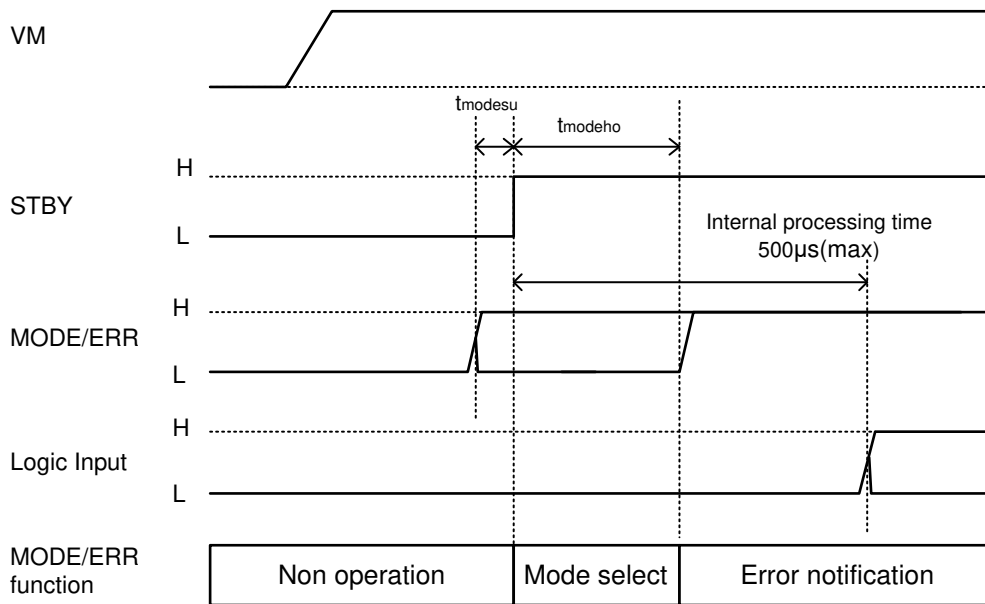 VM
tmodesu
tmodeho
H
STBY
L
Internal processing time
500µs(max)
H
MODE/ERR
L
H
Logic Input
L
MODE/ERR
function
Non operation
Mode select
Error notification